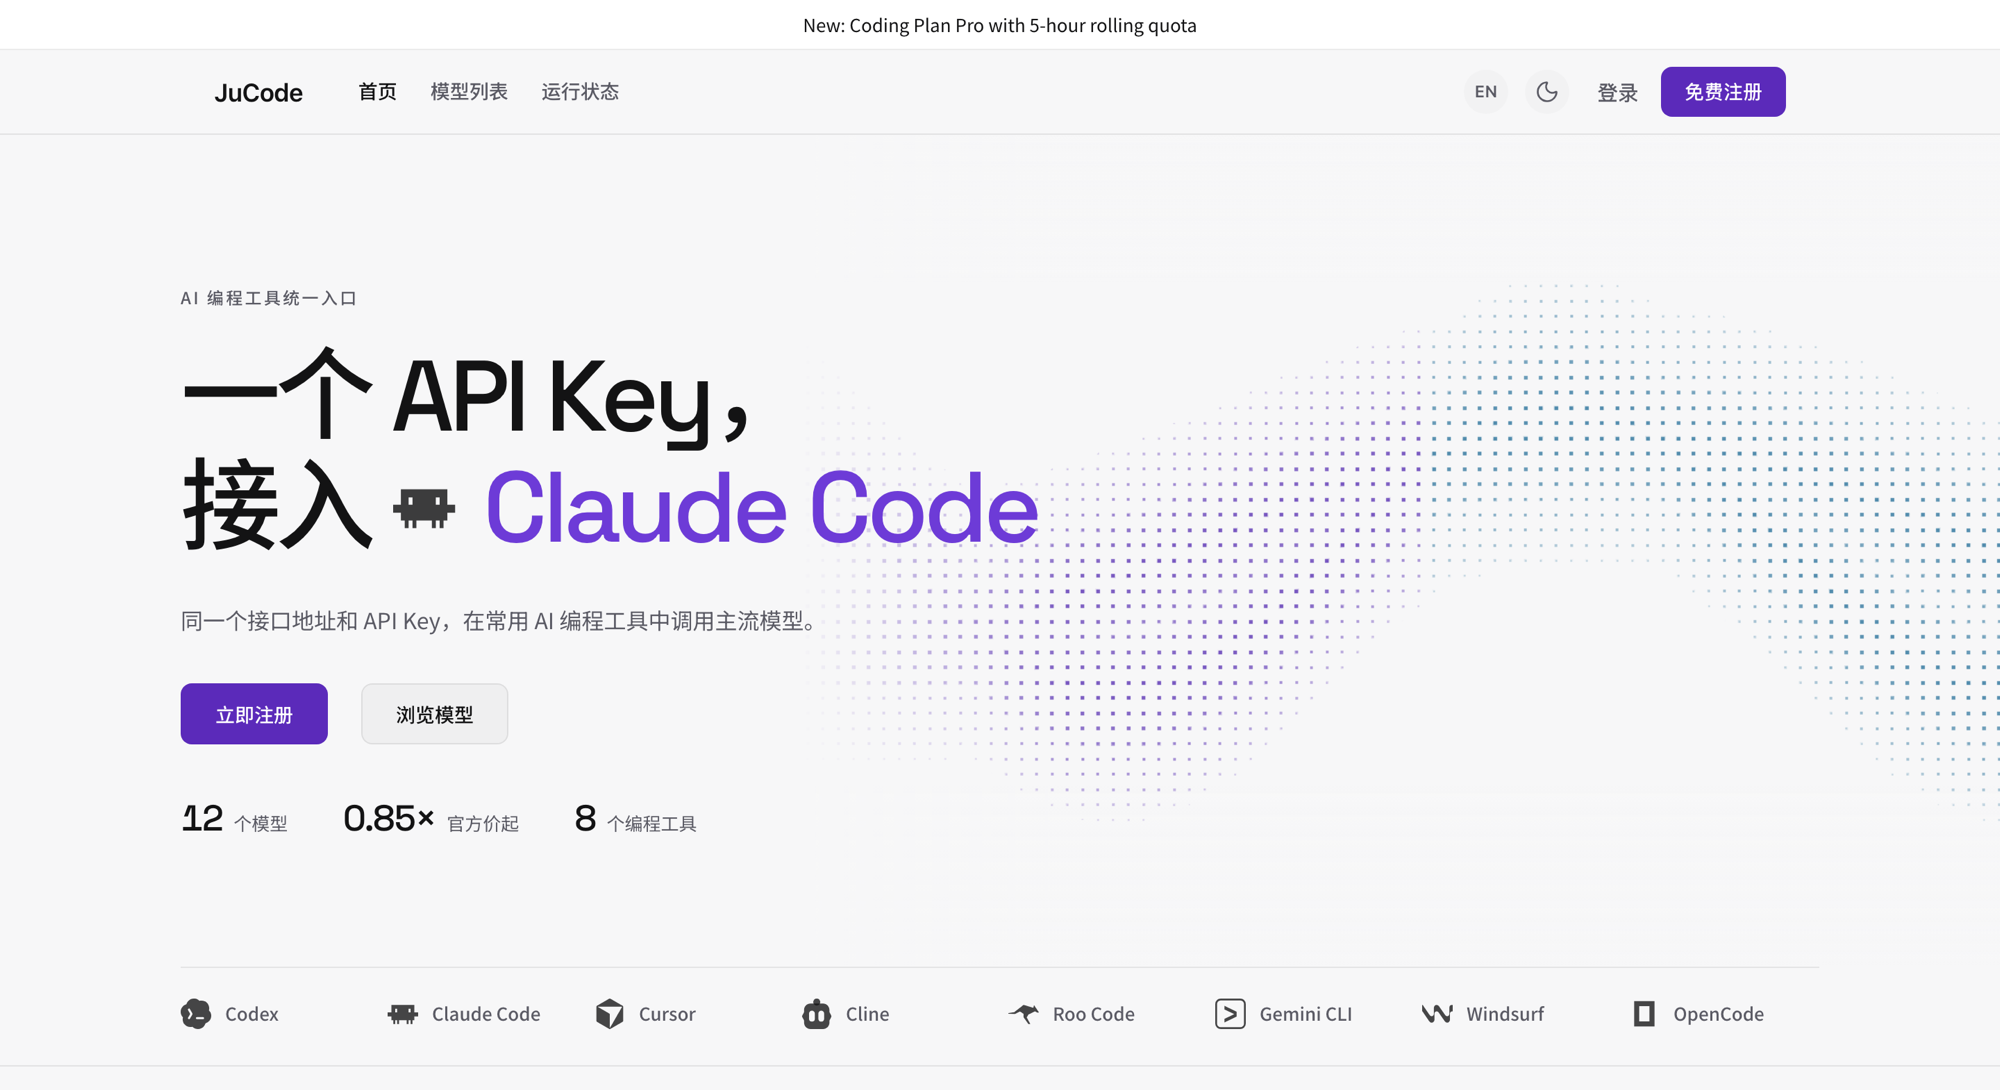 New: Coding Plan Pro with 5-hour rolling quota
JuCode 首页 模型列表 运行状态 EN 登录 免费注册
AI 编程工具统一入口
一个 API Key，
接入 Claude Code
同一个接口地址和 API Key，在常用 AI 编程工具中调用主流模型。
立即注册 浏览模型
12 个模型 0.85× 官方价起 8 个编程工具
Codex Claude Code Cursor Cline Roo Code Gemini CLI Windsurf OpenCode